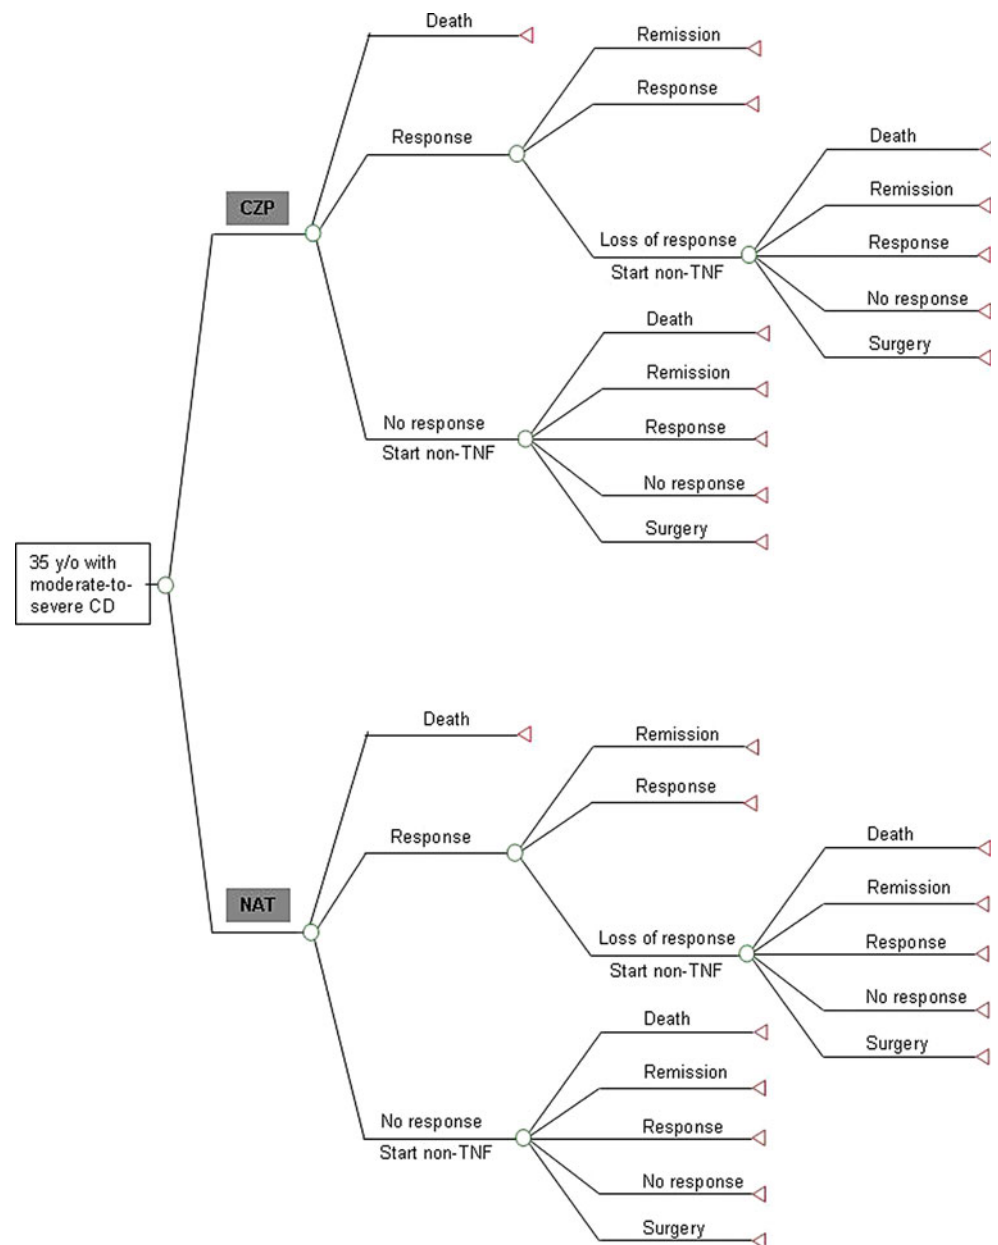 Death
Remission
Response
Response
Death
CZP
Remission
Loss of response
Start non-TNF
Response
No response
Death
Surgery
Remission
No response
Start non-TNF
Response
No response
Surgery
35 y/o with
moderate-to-
severe CD
Death
Remission
Response
Response
Death
NAT
Remission
Loss of response
Start non-TNF
Response
No response
Death
Surgery
Remission
No response
Start non-TNF
Response
No response
Surgery